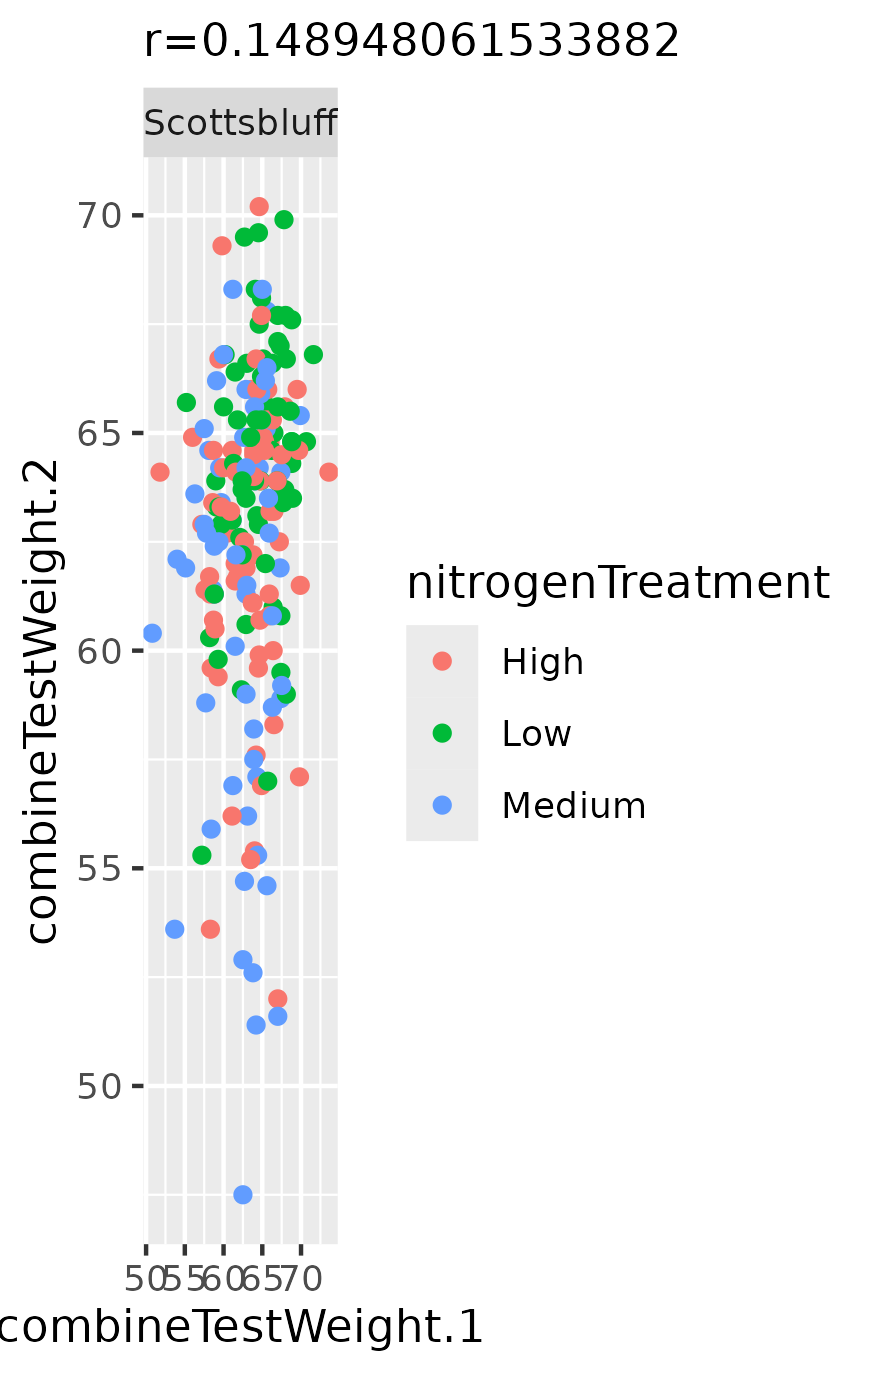 r=0.148948061533882
Scottsbluff
70
65
60
55
50
combineTestWeight.2
50 55 60 65 70
combineTestWeight.1
nitrogenTreatment
High
Low
Medium